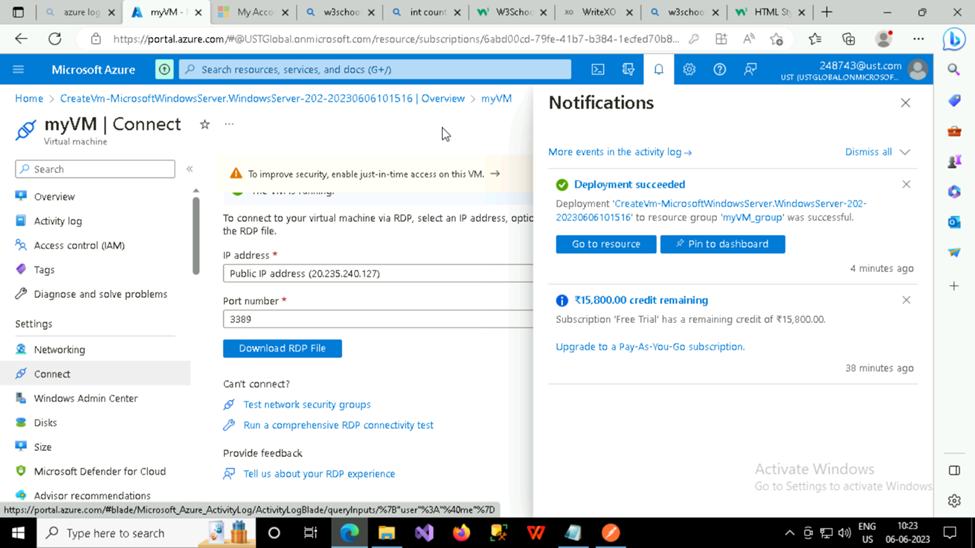 azure log
myVM -
My Acco
w3schoo
int count
W3Schoo
WriteXO
w3schoo
HTML Sty
https://portal.azure.com/#@USTGlobal.onmicrosoft.com/resource/subscriptions/6abd00cd-79fe-41b7-b384-1ecfed70b8...
Microsoft Azure
Search resources, services, and docs (G+/)
248743@ust.com
UST (USTGLOBAL.ONMICROSOF...
Home > CreateVm-MicrosoftWindowsServer.WindowsServer-202-20230606101516 | Overview > myVM
myVM | Connect
Virtual machine
Search
Overview
Activity log
Access control (IAM)
Tags
Diagnose and solve problems
Settings
Networking
Connect
Windows Admin Center
Disks
Size
Microsoft Defender for Cloud
Advisor recommendations
To improve security, enable just-in-time access on this VM. →
The VM is running.
To connect to your virtual machine via RDP, select an IP address, optio
the RDP file.
IP address *
Public IP address (20.235.240.127)
Port number *
3389
Download RDP File
Can't connect?
Test network security groups
Run a comprehensive RDP connectivity test
Provide feedback
Tell us about your RDP experience
Notifications
More events in the activity log →
Dismiss all
Deployment succeeded
Deployment 'CreateVm-MicrosoftWindowsServer.WindowsServer-202-
20230606101516' to resource group 'myVM_group' was successful.
Go to resource
Pin to dashboard
4 minutes ago
₹15,800.00 credit remaining
Subscription 'Free Trial' has a remaining credit of ₹15,800.00.
Upgrade to a Pay-As-You-Go subscription.
38 minutes ago
Activate Windows
Go to Settings to activate Windows.
https://portal.azure.com/#blade/Microsoft_Azure_ActivityLog/ActivityLogBlade/queryInputs/%7B"user"%3A"%40me"%7D
Type here to search
ENG
US
10:23
06-06-2023